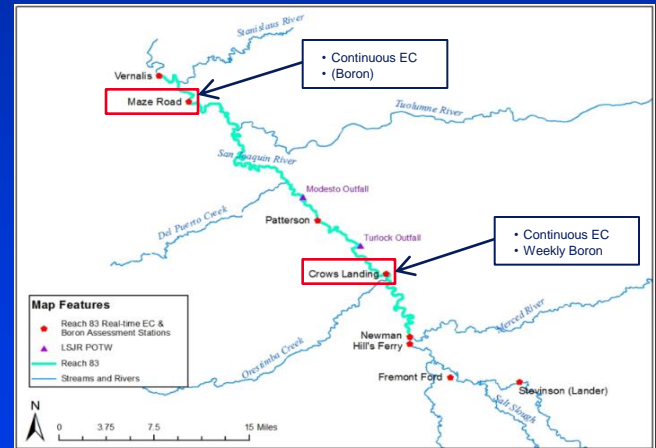 Stanislaus River
• Continuous EC
• (Boron)
Vernalis
Maze Road
Tuolumne River
San Joaquin River
Modesto Outfall
Del Puerto Creek
Patterson
Turlock Outfall
• Continuous EC
• Weekly Boron
Crows Landing
Map Features
Reach 83 Real-time EC &
Boron Assessment Stations
LSJR POTW
Reach 83
Streams and Rivers
Merced River
Newman
Hill's Ferry
Orestimba Creek
Fremont Ford
Stevinson (Lander)
Salt Slough
N
0 3.75 7.5 15 Miles